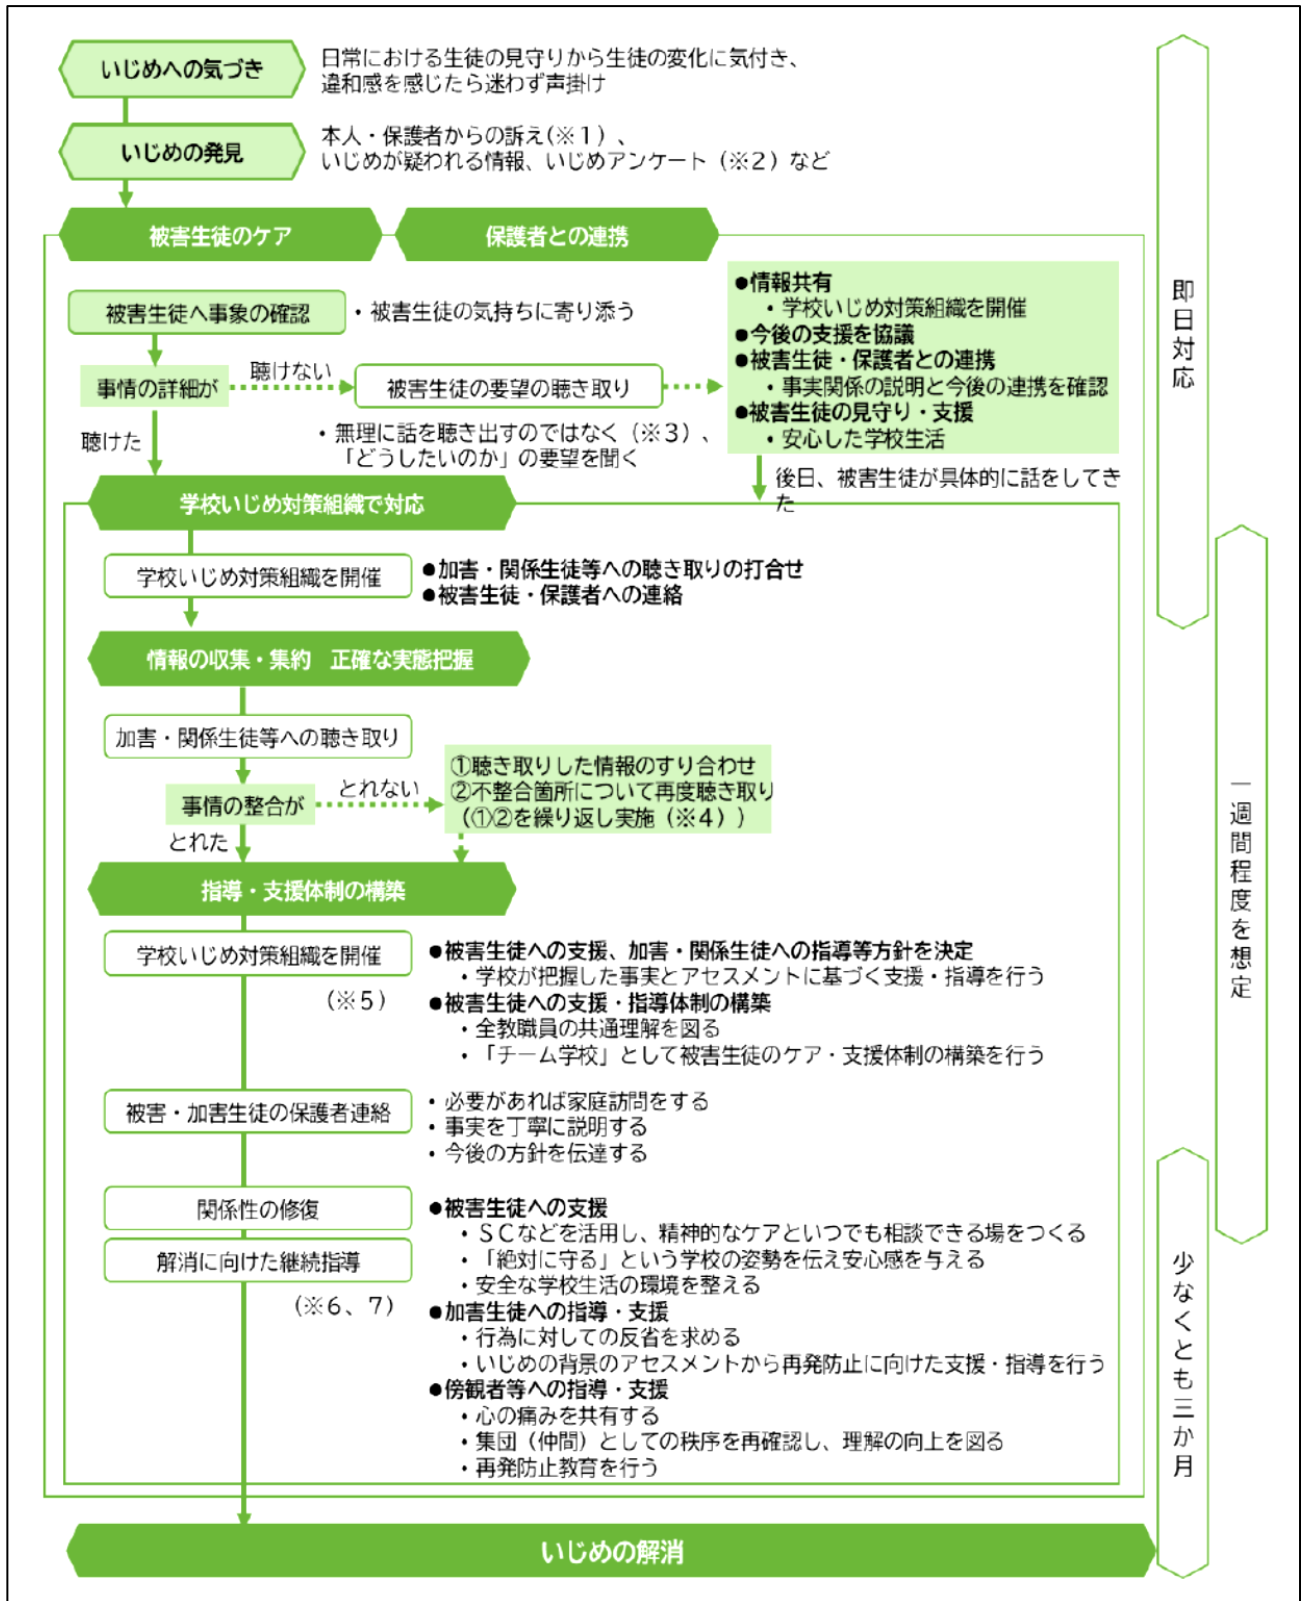 いじめへの気づき
日常における生徒の見守りから生徒の変化に気付き、
違和感を感じたら迷わず声掛け
いじめの発見
本人・保護者からの訴え(※１)、
いじめが疑われる情報、いじめアンケート（※２）など
被害生徒のケア
保護者との連携
被害生徒へ事象の確認
・被害生徒の気持ちに寄り添う
事情の詳細が
聴けない
被害生徒の要望の聴き取り
聴けた
・無理に話を聴き出すのではなく（※３）、
「どうしたいのか」の要望を聞く
●情報共有
・学校いじめ対策組織を開催
●今後の支援を協議
●被害生徒・保護者との連携
・事実関係の説明と今後の連携を確認
●被害生徒の見守り・支援
・安心した学校生活
後日、被害生徒が具体的に話をしてき
た
学校いじめ対策組織で対応
学校いじめ対策組織を開催
●加害・関係生徒等への聴き取りの打合せ
●被害生徒・保護者への連絡
情報の収集・集約　正確な実態把握
加害・関係生徒等への聴き取り
事情の整合が
とれない
とれた
①聴き取りした情報のすり合わせ
②不整合箇所について再度聴き取り
（①②を繰り返し実施（※４））
指導・支援体制の構築
学校いじめ対策組織を開催
（※５）
●被害生徒への支援、加害・関係生徒への指導等方針を決定
・学校が把握した事実とアセスメントに基づく支援・指導を行う
●被害生徒への支援・指導体制の構築
・全教職員の共通理解を図る
・「チーム学校」として被害生徒のケア・支援体制の構築を行う
被害・加害生徒の保護者連絡
・必要があれば家庭訪問をする
・事実を丁寧に説明する
・今後の方針を伝達する
関係性の修復
解消に向けた継続指導
（※６、７）
●被害生徒への支援
・ＳＣなどを活用し、精神的なケアといつでも相談できる場をつくる
・「絶対に守る」という学校の姿勢を伝え安心感を与える
・安全な学校生活の環境を整える
●加害生徒への指導・支援
・行為に対しての反省を求める
・いじめの背景のアセスメントから再発防止に向けた支援・指導を行う
●傍観者等への指導・支援
・心の痛みを共有する
・集団（仲間）としての秩序を再確認し、理解の向上を図る
・再発防止教育を行う
いじめの解消
即日対応
一週間程度を想定
少なくとも三か月